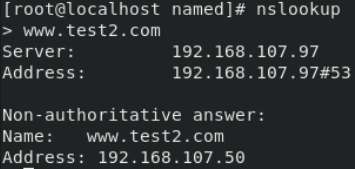 [root@localhost named]# nslookup
> www.test2.com
Server:         192.168.107.97
Address:        192.168.107.97#53

Non-authoritative answer:
Name:   www.test2.com
Address: 192.168.107.50